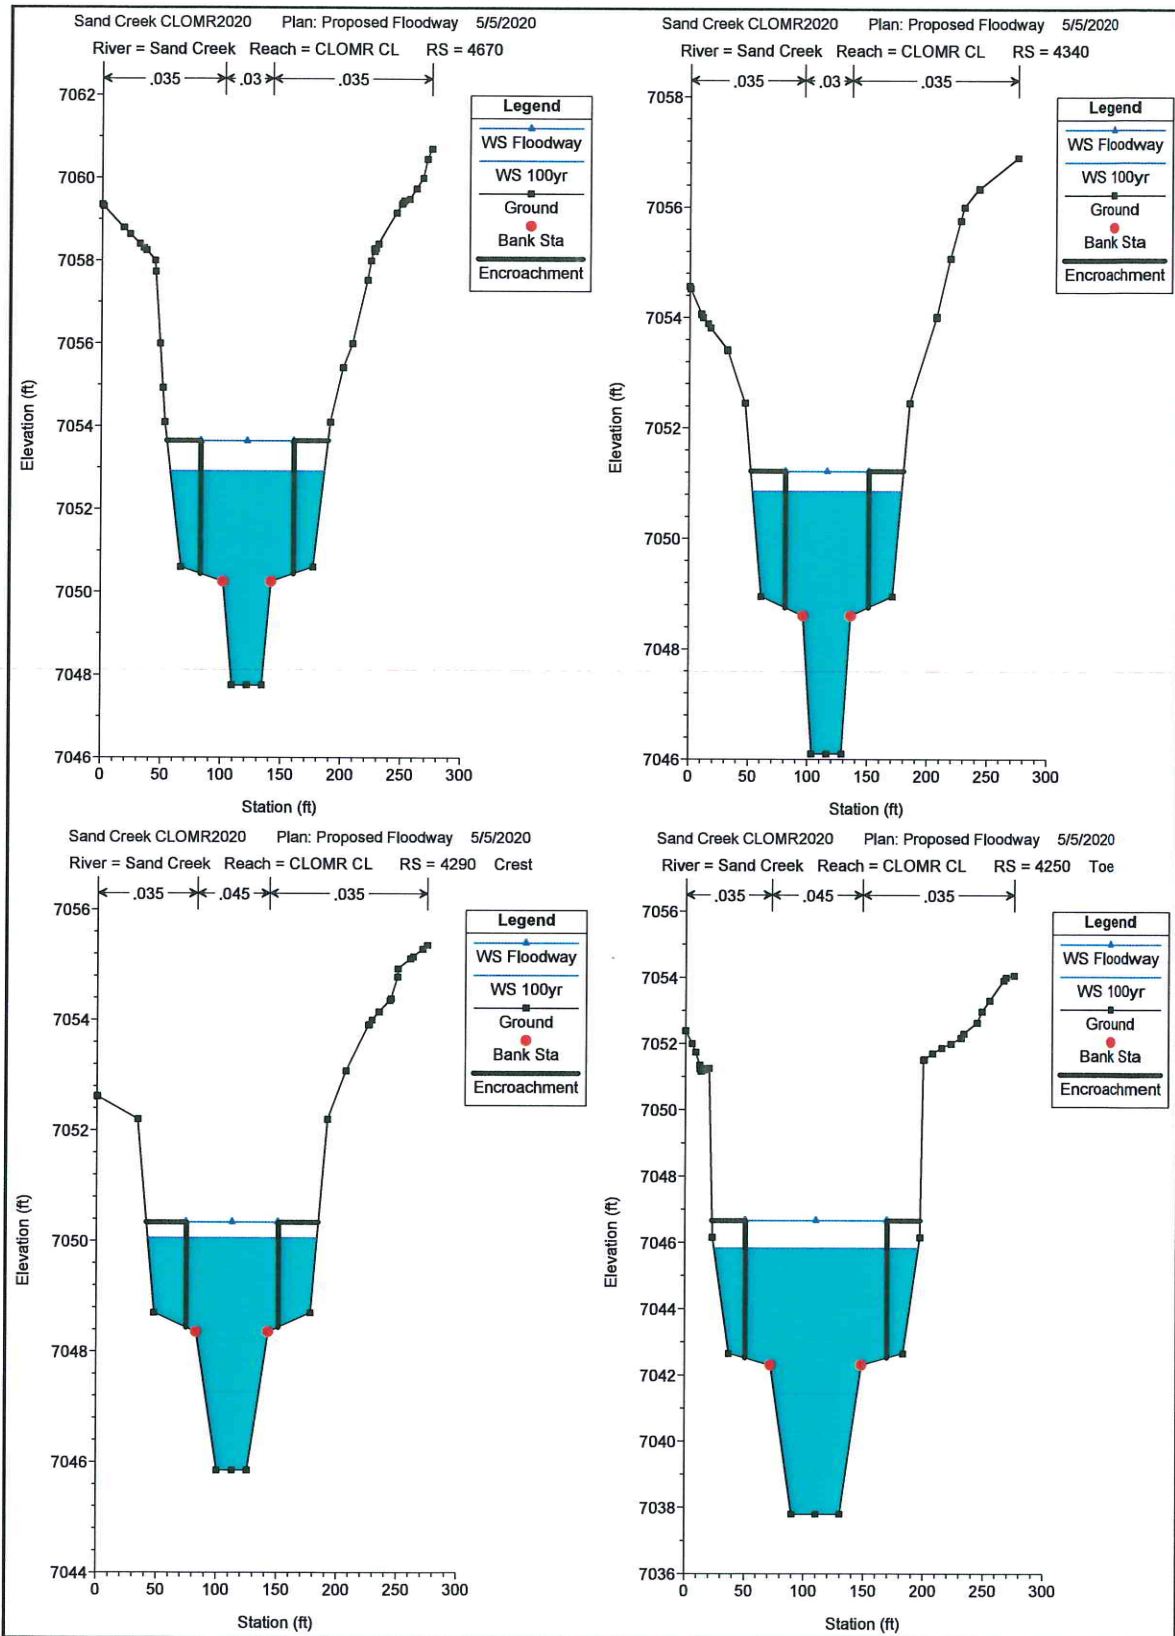 Sand Creek CLOMR2020 Plan: Proposed Floodway 5/5/2020
River = Sand Creek Reach = CLOMR CL RS = 4670
.035 .03 .035
Legend
WS Floodway
WS 100yr
Ground
Bank Sta
Encroachment
7062
7060
7058
7056
7054
7052
7050
7048
7046
Elevation (ft)
0 50 100 150 200 250 300
Station (ft)
Sand Creek CLOMR2020 Plan: Proposed Floodway 5/5/2020
River = Sand Creek Reach = CLOMR CL RS = 4340
.035 .03 .035
Legend
WS Floodway
WS 100yr
Ground
Bank Sta
Encroachment
7058
7056
7054
7052
7050
7048
7046
Elevation (ft)
0 50 100 150 200 250 300
Station (ft)
Sand Creek CLOMR2020 Plan: Proposed Floodway 5/5/2020
River = Sand Creek Reach = CLOMR CL RS = 4290 Crest
.035 .045 .035
Legend
WS Floodway
WS 100yr
Ground
Bank Sta
Encroachment
7056
7054
7052
7050
7048
7046
7044
Elevation (ft)
0 50 100 150 200 250 300
Station (ft)
Sand Creek CLOMR2020 Plan: Proposed Floodway 5/5/2020
River = Sand Creek Reach = CLOMR CL RS = 4250 Toe
.035 .045 .035
Legend
WS Floodway
WS 100yr
Ground
Bank Sta
Encroachment
7056
7054
7052
7050
7048
7046
7044
7042
7040
7038
7036
Elevation (ft)
0 50 100 150 200 250 300
Station (ft)